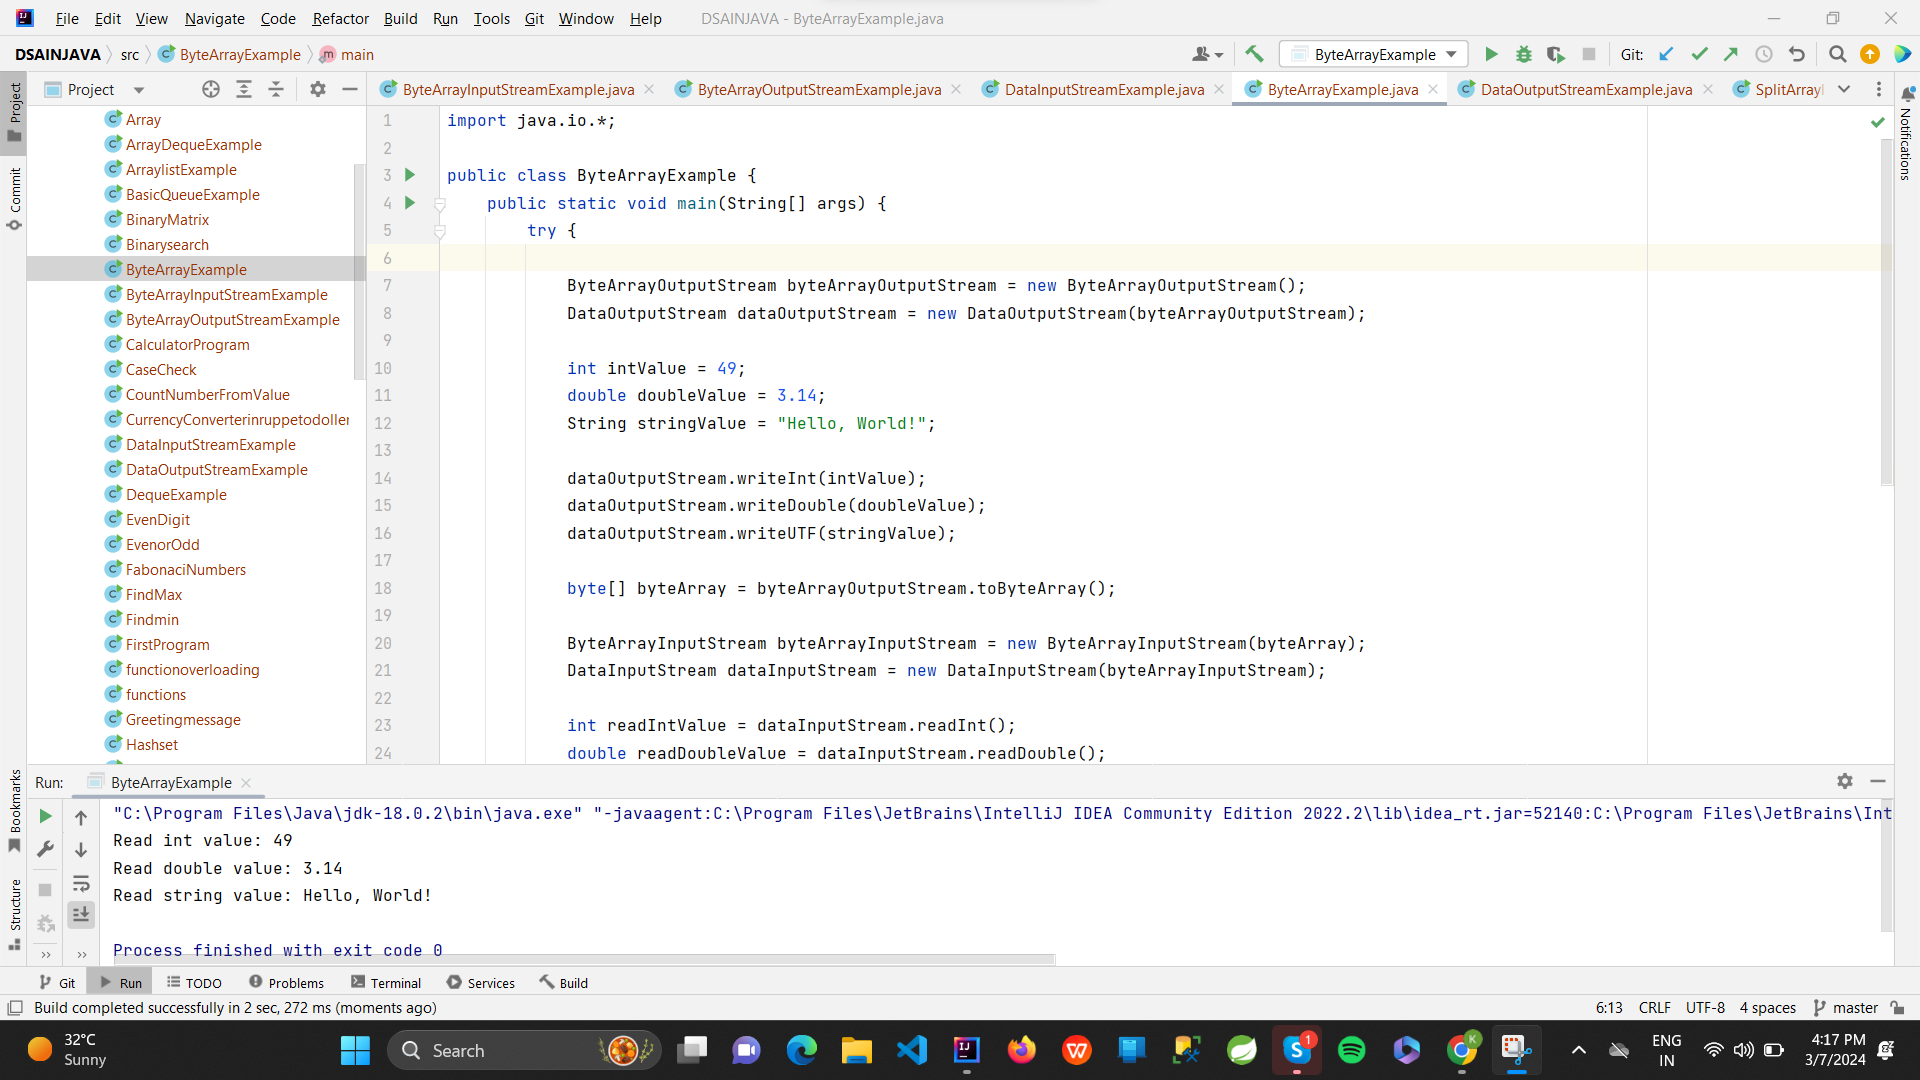 File Edit View Navigate Code Refactor Build Run Tools Git Window Help DSAINJAVA - ByteArrayExample.java
DSAINJAVA src ByteArrayExample main ByteArrayExample Git:
Project
Project
Commit
Bookmarks
Structure
Notifications
ByteArrayInputStreamExample.java ByteArrayOutputStreamExample.java DataInputStreamExample.java ByteArrayExample.java DataOutputStreamExample.java SplitArray
Array
ArrayDequeExample
ArraylistExample
BasicQueueExample
BinaryMatrix
Binarysearch
ByteArrayExample
ByteArrayInputStreamExample
ByteArrayOutputStreamExample
CalculatorProgram
CaseCheck
CountNumberFromValue
CurrencyConverterinruppetodoller
DataInputStreamExample
DataOutputStreamExample
DequeExample
EvenDigit
EvenorOdd
FabonaciNumbers
FindMax
Findmin
FirstProgram
functionoverloading
functions
Greetingmessage
Hashset
1 import java.io.*;
2
3 public class ByteArrayExample {
4 public static void main(String[] args) {
5 try {
6
7 ByteArrayOutputStream byteArrayOutputStream = new ByteArrayOutputStream();
8 DataOutputStream dataOutputStream = new DataOutputStream(byteArrayOutputStream);
9
10 int intValue = 49;
11 double doubleValue = 3.14;
12 String stringValue = "Hello, World!";
13
14 dataOutputStream.writeInt(intValue);
15 dataOutputStream.writeDouble(doubleValue);
16 dataOutputStream.writeUTF(stringValue);
17
18 byte[] byteArray = byteArrayOutputStream.toByteArray();
19
20 ByteArrayInputStream byteArrayInputStream = new ByteArrayInputStream(byteArray);
21 DataInputStream dataInputStream = new DataInputStream(byteArrayInputStream);
22
23 int readIntValue = dataInputStream.readInt();
24 double readDoubleValue = dataInputStream.readDouble();
Run: ByteArrayExample
"C:\Program Files\Java\jdk-18.0.2\bin\java.exe" "-javaagent:C:\Program Files\JetBrains\IntelliJ IDEA Community Edition 2022.2\lib\idea_rt.jar=52140:C:\Program Files\JetBrains\Int
Read int value: 49
Read double value: 3.14
Read string value: Hello, World!
Process finished with exit code 0
Git Run TODO Problems Terminal Services Build
Build completed successfully in 2 sec, 272 ms (moments ago) 6:13 CRLF UTF-8 4 spaces master
32°C
Sunny
Search
1
K
ENG
IN
4:17 PM
3/7/2024